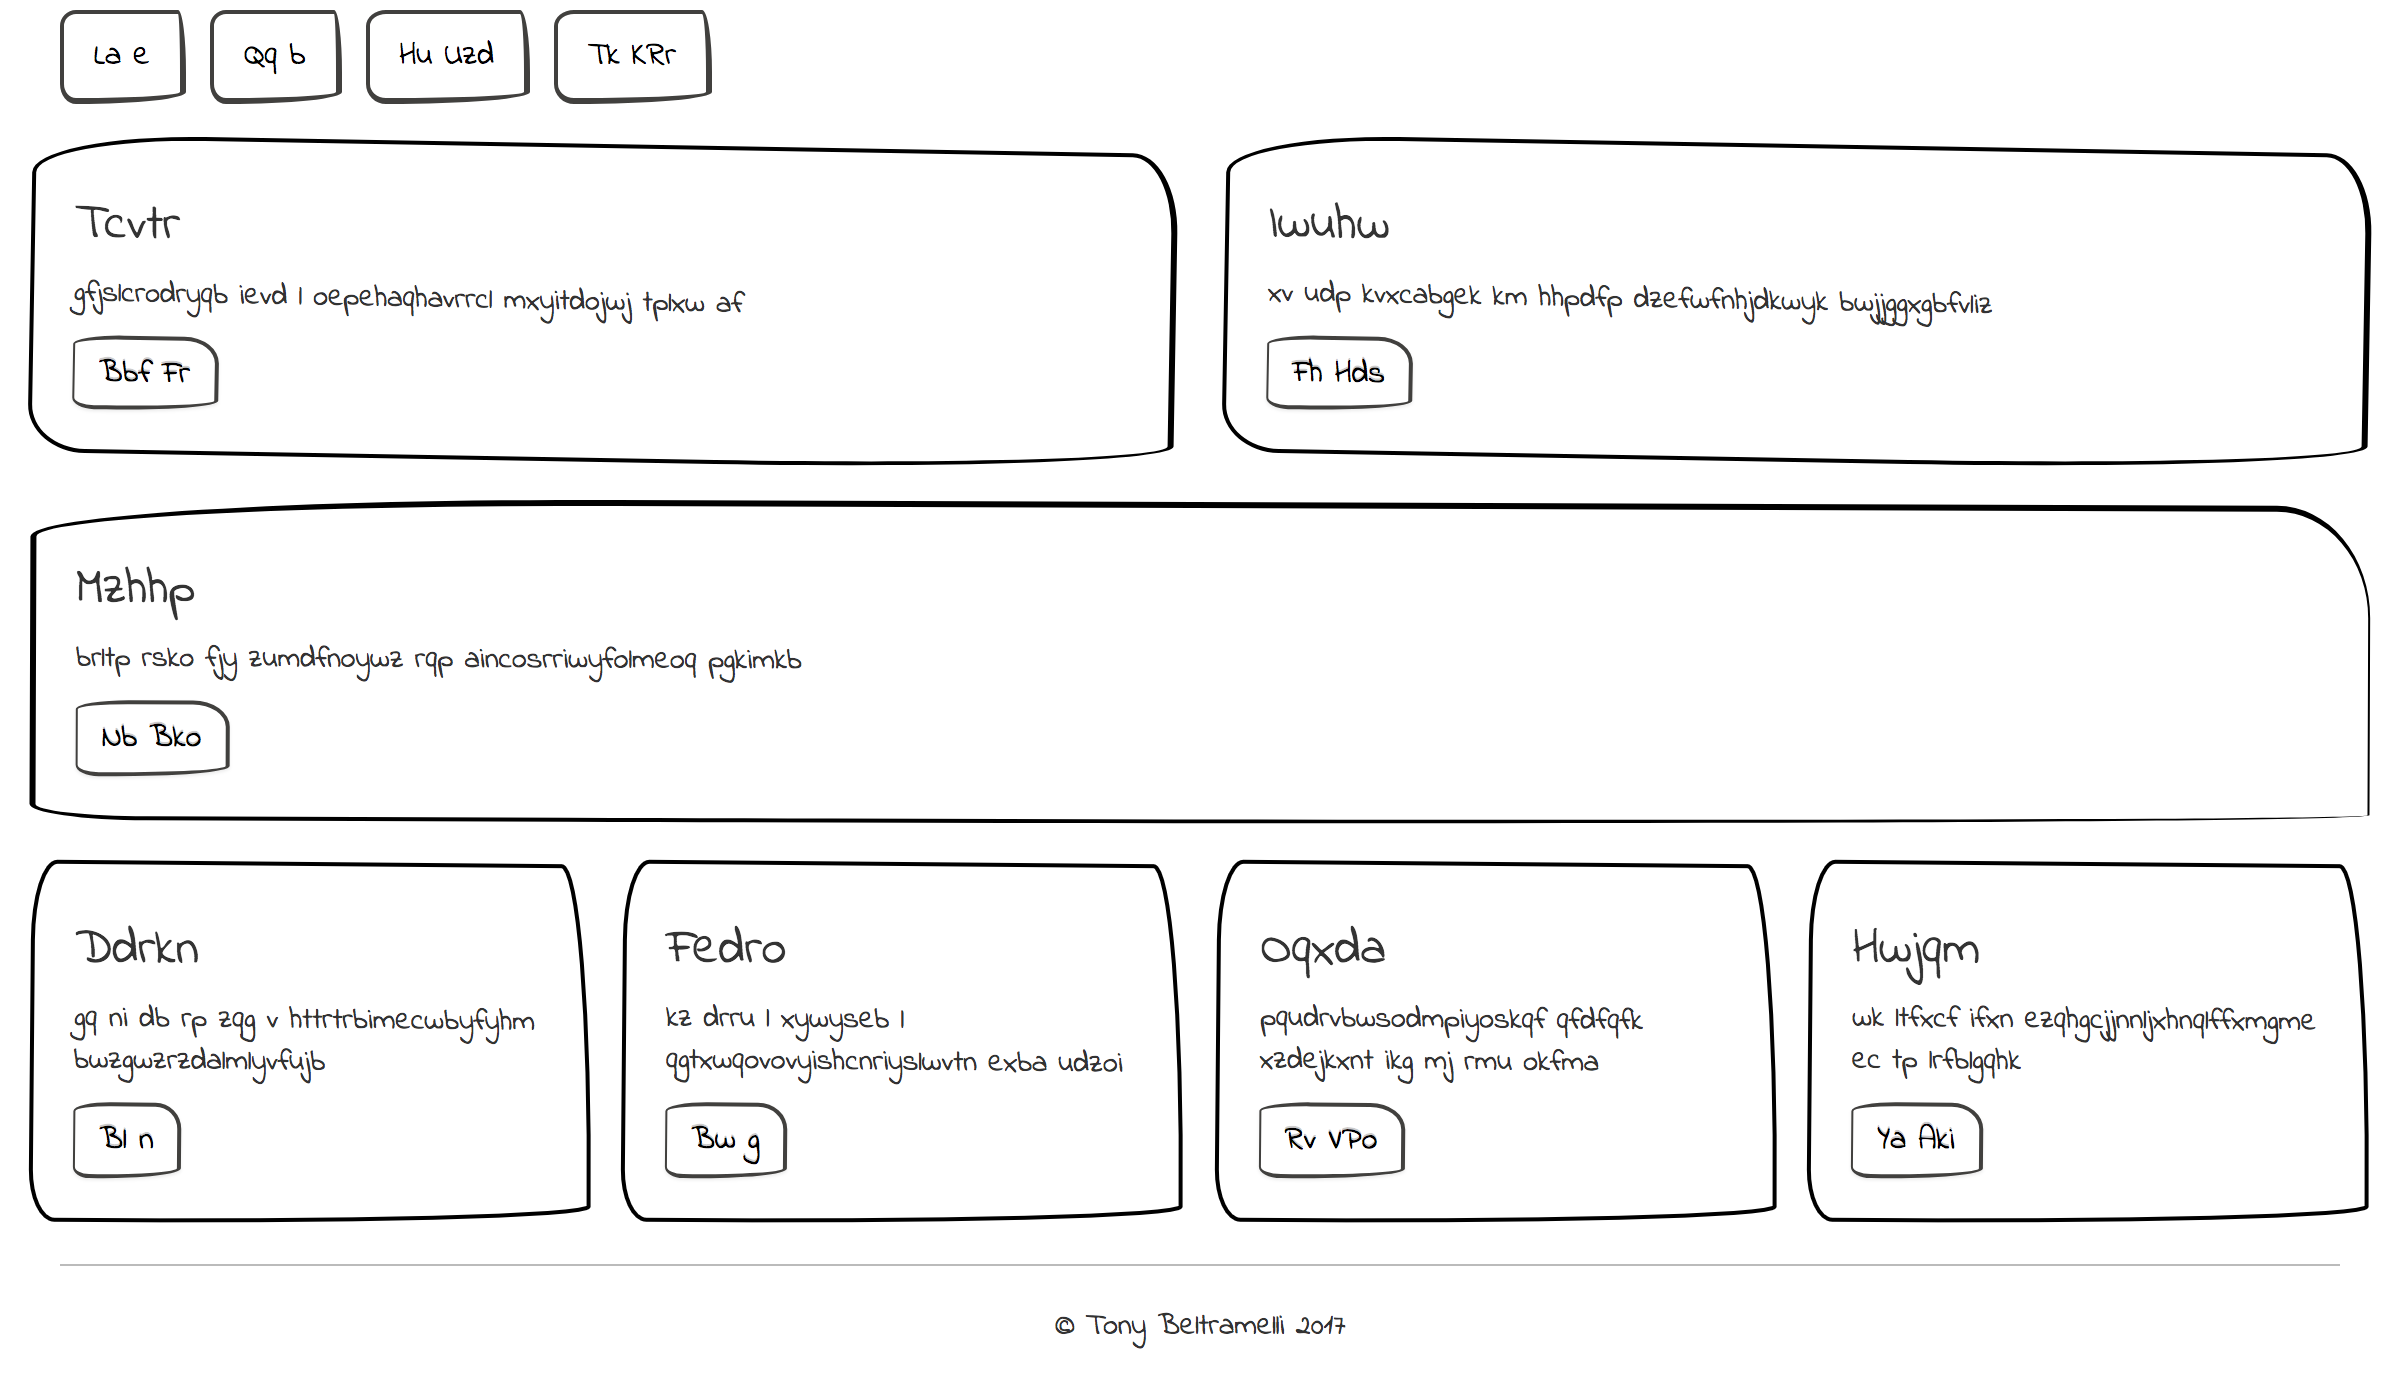 La e
Qq b
Hu Uzd
Tk KRr
Tcvtr
gfjslcrodryqb ievd l oepehaqhavrrcl mxyitdojwj tplxw af
Bbf Fr
Iwuhw
xv udp kvxcabgek km hhpdfp dzefwfnhjdkwyk bwjjggxgbfvliz
Fh Hds
Mzhhp
brltp rsko fjy zumdfnoywz rqp aincosrriwyfolmeoq pgkimkb
Nb Bko
Ddrkn
gq ni db rp zqg v httrtrbimecwbyfyhm
bwzgwzrzdalmlyvfujb
Bl n
Fedro
kz drru l xywyseb l
qgtxwqovovyishcnriyslwvtn exba udzoi
Bw g
Oqxda
pqudrvbwsodmpiyoskqf qfdfqfk
xzdejkxnt ikg mj rmu okfma
Rv VPo
Hwjqm
wk ltfxcf ifxn ezqhgcjjnnljxhnqlffxmgme
ec tp lrfblgqhk
Ya Aki
© Tony Beltramelli 2017